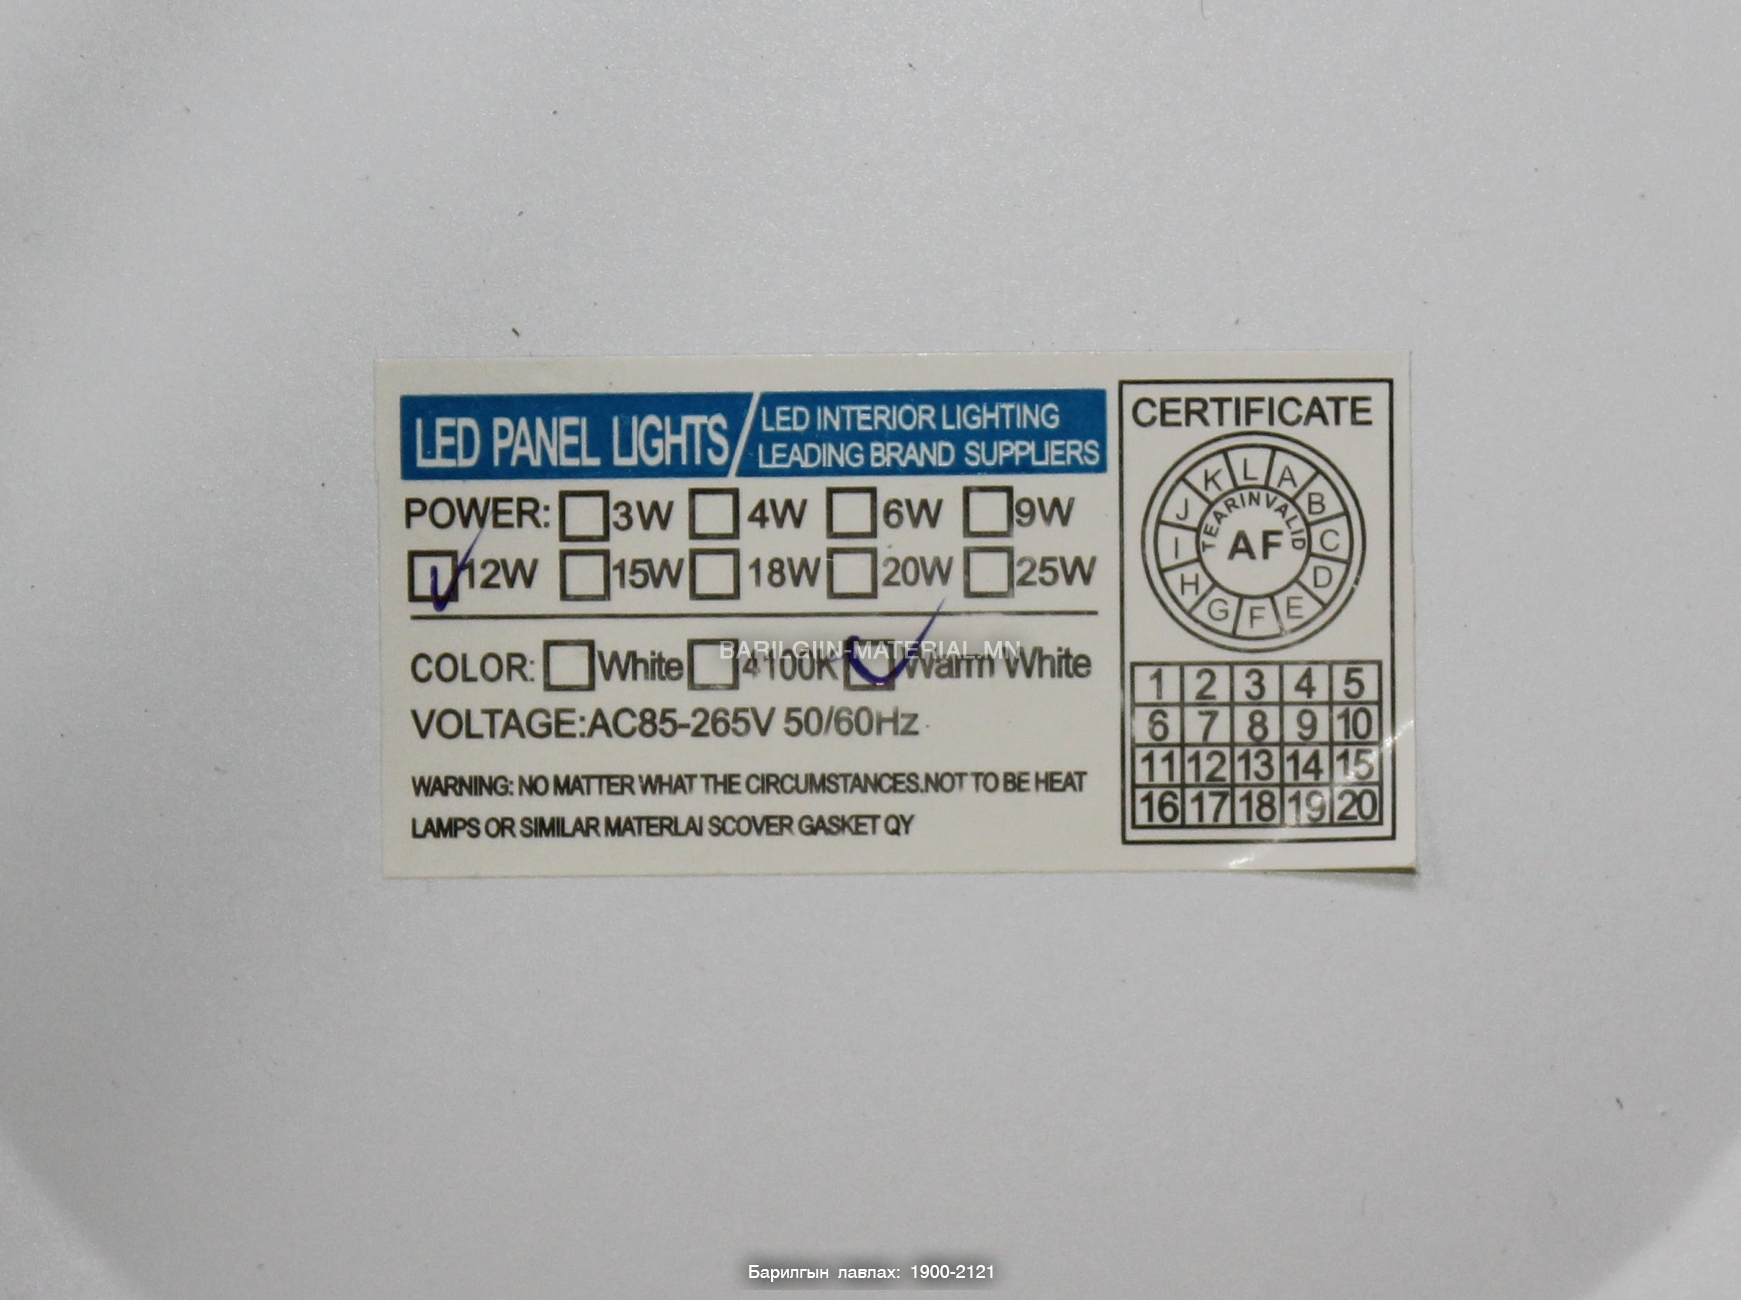 LED PANEL LIGHTS/
LED INTERIOR LIGHTING
LEADING BRAND SUPPLIERS
POWER: 3W 4W 6W 9W
12W 15W 18W 20W 25W
COLOR: White 4100K Warm White
VOLTAGE:AC85-265V 50/60Hz
WARNING: NO MATTER WHAT THE CIRCUMSTANCES.NOT TO BE HEAT
LAMPS OR SIMILAR MATERLAI SCOVER GASKET QY
CERTIFICATE
L A B C D E F G H I J K
TEARINVALID
AF
1 2 3 4 5
6 7 8 9 10
11 12 13 14 15
16 17 18 19 20
BARILGIIN-MATERIAL.MN
Барилгын лавлах: 1900-2121